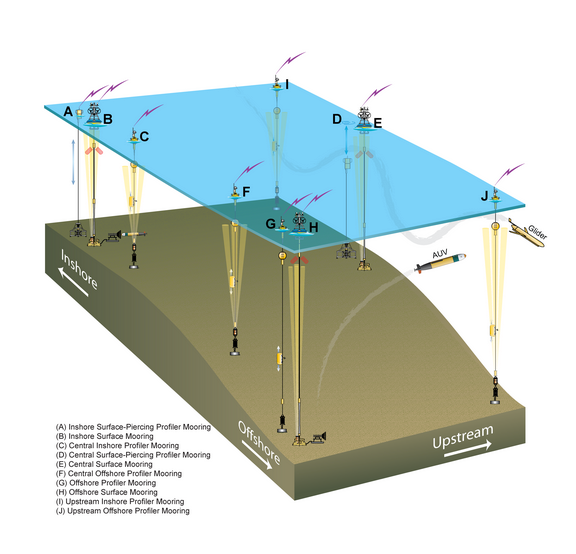 I
A
B
C
D
E
F
G
H
J
Glider
AUV
Inshore
Offshore
Upstream
(A) Inshore Surface-Piercing Profiler Mooring
(B) Inshore Surface Mooring
(C) Central Inshore Profiler Mooring
(D) Central Surface-Piercing Profiler Mooring
(E) Central Surface Mooring
(F) Central Offshore Profiler Mooring
(G) Offshore Profiler Mooring
(H) Offshore Surface Mooring
(I) Upstream Inshore Profiler Mooring
(J) Upstream Offshore Profiler Mooring